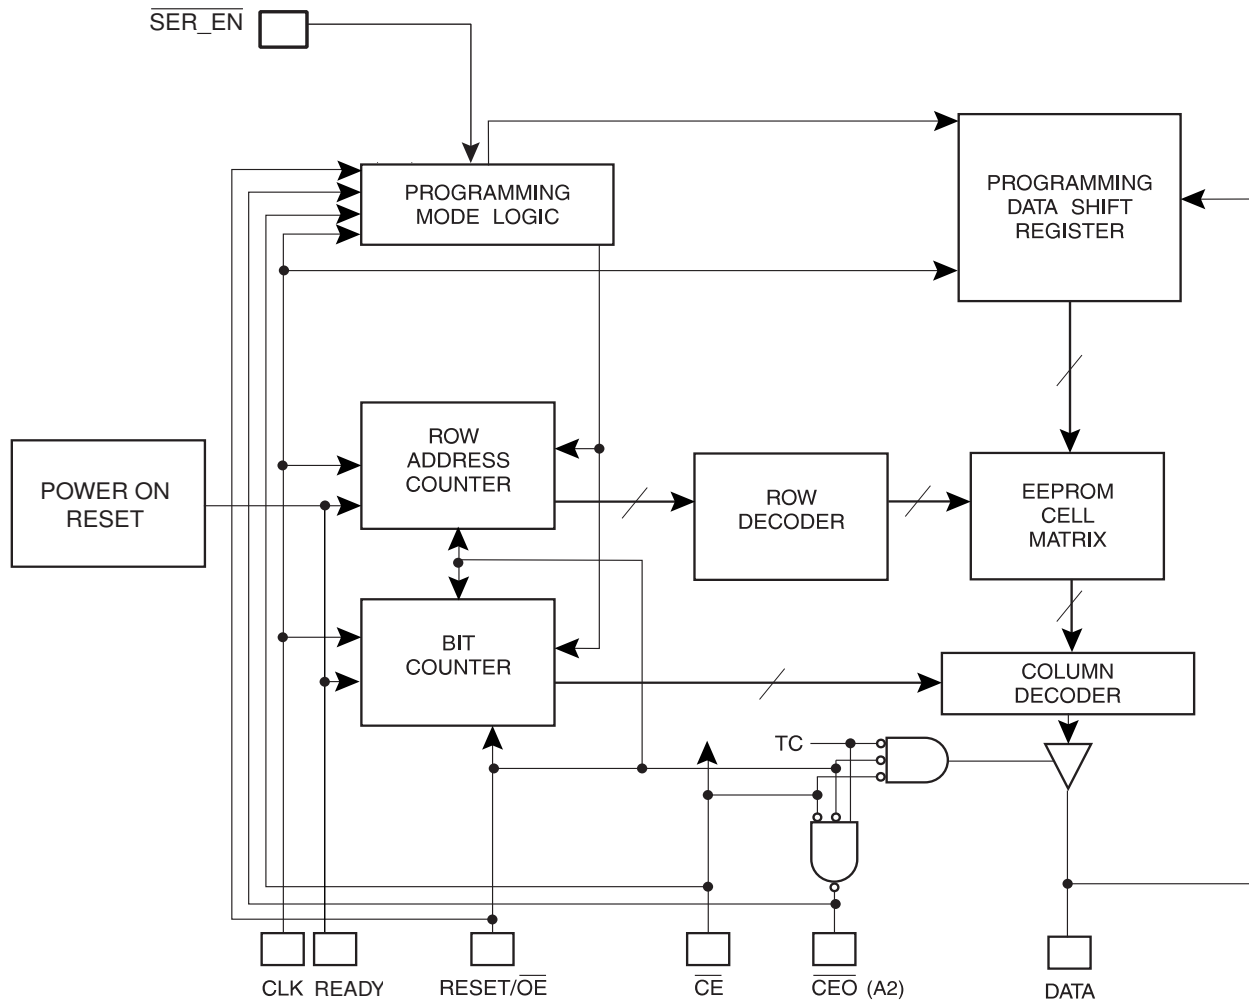 SER_EN
PROGRAMMING
MODE LOGIC
PROGRAMMING
DATA SHIFT
REGISTER
POWER ON
RESET
ROW
ADDRESS
COUNTER
ROW
DECODER
EEPROM
CELL
MATRIX
BIT
COUNTER
COLUMN
DECODER
TC
CLK
READY
RESET/OE
CE
CEO (A2)
DATA